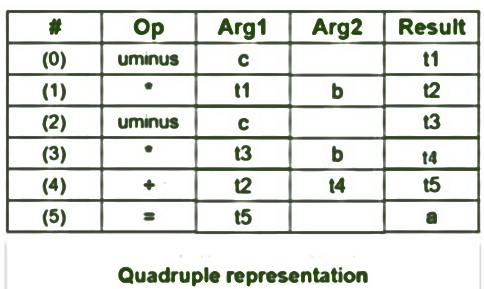 # Op Arg1 Arg2 Result
(0) uminus c t1
(1) * t1 b t2
(2) uminus c t3
(3) * t3 b t4
(4) + t2 t4 t5
(5) = t5 a
Quadruple representation